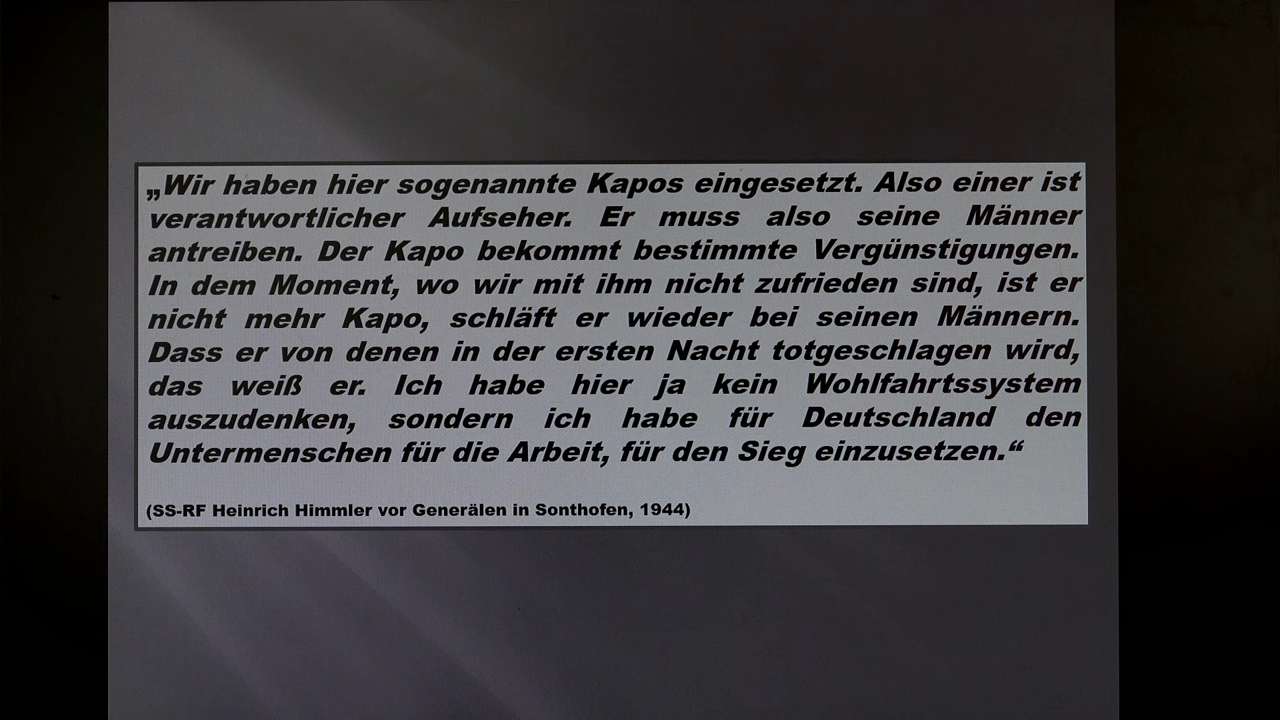 „Wir haben hier sogenannte Kapos eingesetzt. Also einer ist
verantwortlicher Aufseher. Er muss also seine Männer
antreiben. Der Kapo bekommt bestimmte Vergünstigungen.
In dem Moment, wo wir mit ihm nicht zufrieden sind, ist er
nicht mehr Kapo, schläft er wieder bei seinen Männern.
Dass er von denen in der ersten Nacht totgeschlagen wird,
das weiß er. Ich habe hier ja kein Wohlfahrtssystem
auszudenken, sondern ich habe für Deutschland den
Untermenschen für die Arbeit, für den Sieg einzusetzen.“
(SS-RF Heinrich Himmler vor Generälen in Sonthofen, 1944)